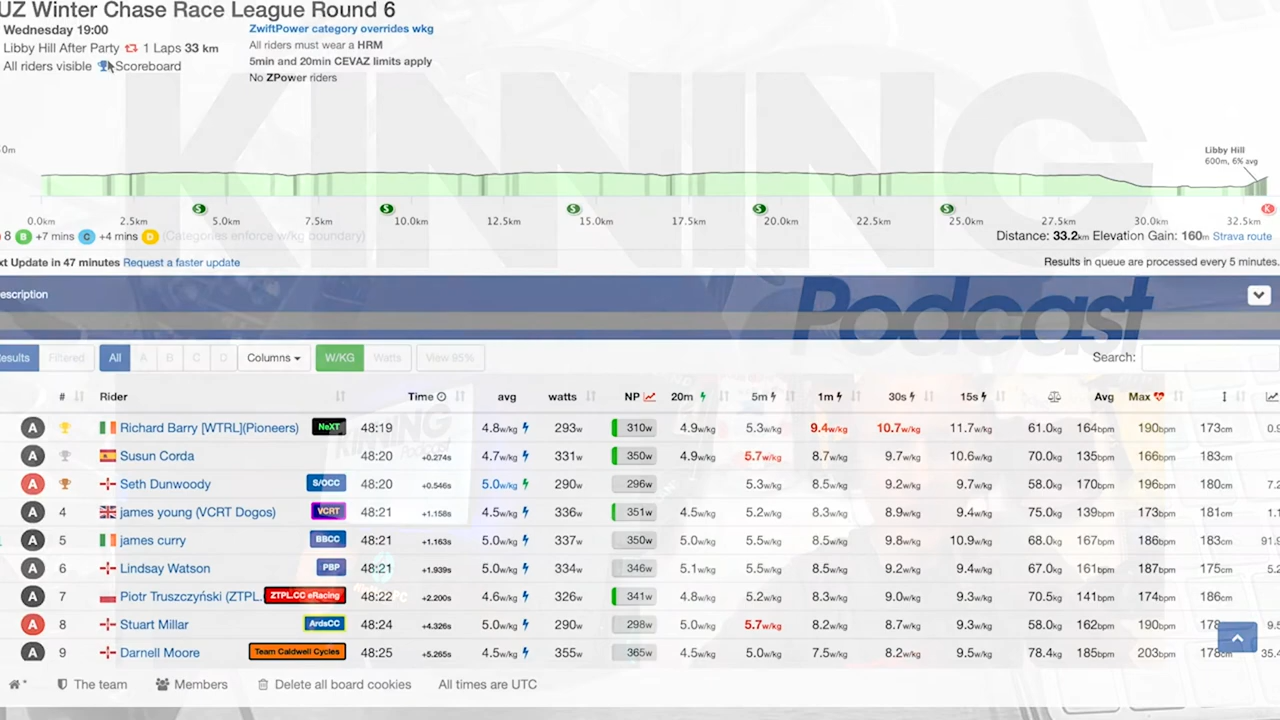 UZ Winter Chase Race League Round 6
Wednesday 19:00
Libby Hill After Party 1 Laps 33 km
All riders visible Scoreboard
ZwiftPower category overrides wkg
All riders must wear a HRM
5min and 20min CEVAZ limits apply
No ZPower riders
KINNING
Podcast
0m
Libby Hill
600m, 6% avg
S S S S S K
0.0km 2.5km 5.0km 7.5km 10.0km 12.5km 15.0km 17.5km 20.0km 22.5km 25.0km 27.5km 30.0km 32.5km
8 B +7 mins C +4 mins D (Categories enforce w/kg boundary)
Distance: 33.2km Elevation Gain: 160m Strava route
xt Update in 47 minutes Request a faster update
Results in queue are processed every 5 minutes.
escription
esults Filtered All A B C D Columns W/KG Watts View 95% Search:
# Rider Time avg watts NP 20m 5m 1m 30s 15s Avg Max
A Richard Barry [WTRL](Pioneers) NeXT 48:19 4.8w/kg 293w 310w 4.9w/kg 5.3w/kg 9.4w/kg 10.7w/kg 11.7w/kg 61.0kg 164bpm 190bpm 173cm 0.9
A Susun Corda 48:20 +0.274s 4.7w/kg 331w 350w 4.9w/kg 5.7w/kg 8.7w/kg 9.7w/kg 10.6w/kg 70.0kg 135bpm 166bpm 183cm
A Seth Dunwoody S/OCC 48:20 +0.546s 5.0w/kg 290w 296w 5.3w/kg 8.5w/kg 9.2w/kg 9.7w/kg 58.0kg 170bpm 196bpm 180cm 7.2
A 4 james young (VCRT Dogos) VCRT 48:21 +1.158s 4.5w/kg 336w 351w 4.5w/kg 5.2w/kg 8.3w/kg 8.9w/kg 9.4w/kg 75.0kg 139bpm 173bpm 181cm 1.1
A 5 james curry BBCC 48:21 +1.163s 5.0w/kg 337w 350w 5.0w/kg 5.5w/kg 8.5w/kg 9.8w/kg 10.9w/kg 68.0kg 167bpm 186bpm 183cm 91.9
A 6 Lindsay Watson PBP 48:21 +1.939s 5.0w/kg 334w 346w 5.1w/kg 5.5w/kg 8.5w/kg 9.2w/kg 9.4w/kg 67.0kg 161bpm 187bpm 175cm 5.2
A 7 Piotr Truszczyński (ZTPL. ZTPL.CC eRacing 48:22 +2.200s 4.6w/kg 326w 341w 4.8w/kg 5.2w/kg 8.3w/kg 9.0w/kg 9.3w/kg 70.5kg 141bpm 174bpm 186cm
A 8 Stuart Millar ArdsCC 48:24 +4.326s 5.0w/kg 290w 298w 5.0w/kg 5.7w/kg 8.2w/kg 8.7w/kg 9.3w/kg 58.0kg 162bpm 190bpm 178 9.5
A 9 Darnell Moore Team Caldwell Cycles 48:25 +5.265s 4.5w/kg 355w 365w 4.5w/kg 5.0w/kg 7.5w/kg 8.2w/kg 9.5w/kg 78.4kg 185bpm 203bpm 178cm 35.4
The team Members Delete all board cookies All times are UTC